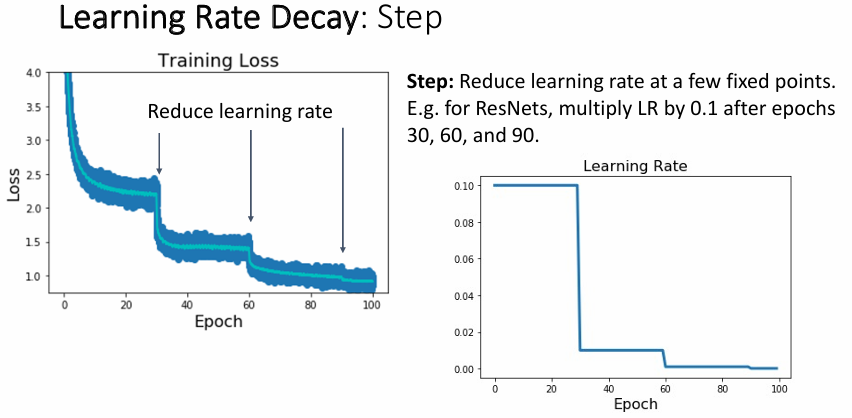 Learning Rate Decay: Step
Training Loss
4.0
3.5
3.0
2.5
2.0
1.5
1.0
Loss
Reduce learning rate
0 20 40 60 80 100
Epoch
Step: Reduce learning rate at a few fixed points.
E.g. for ResNets, multiply LR by 0.1 after epochs
30, 60, and 90.
Learning Rate
0.10
0.08
0.06
0.04
0.02
0.00
0 20 40 60 80 100
Epoch